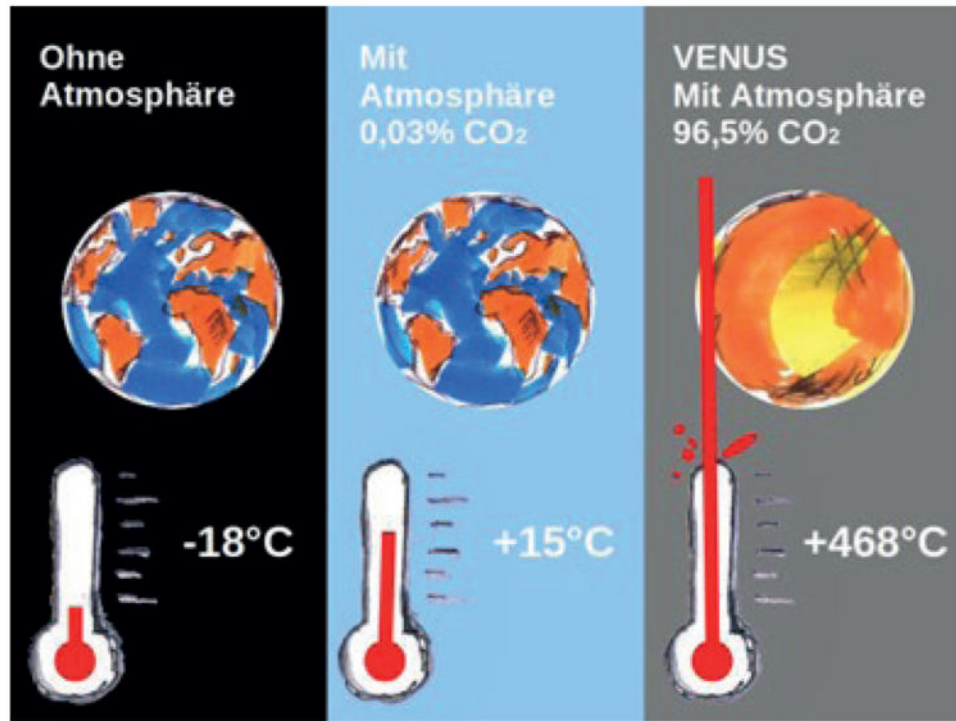 Ohne
Atmosphäre
-18°C
Mit
Atmosphäre
0,03% CO₂
+15°C
VENUS
Mit Atmosphäre
96,5% CO₂
+468°C